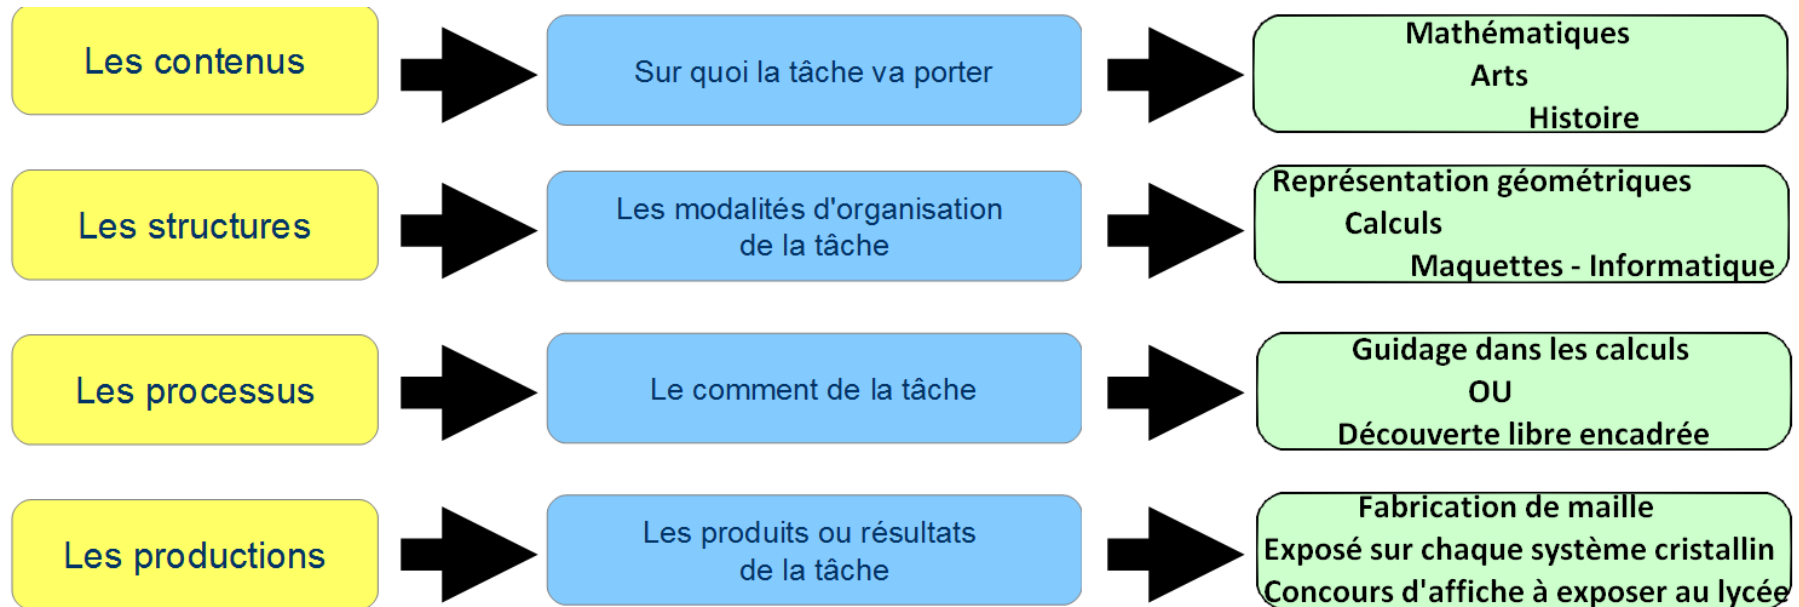 Les contenus
Sur quoi la tâche va porter
Mathématiques
Arts
Histoire
Les structures
Les modalités d'organisation
de la tâche
Représentation géométriques
Calculs
Maquettes - Informatique
Les processus
Le comment de la tâche
Guidage dans les calculs
OU
Découverte libre encadrée
Les productions
Les produits ou résultats
de la tâche
Fabrication de maille
Exposé sur chaque système cristallin
Concours d'affiche à exposer au lycée